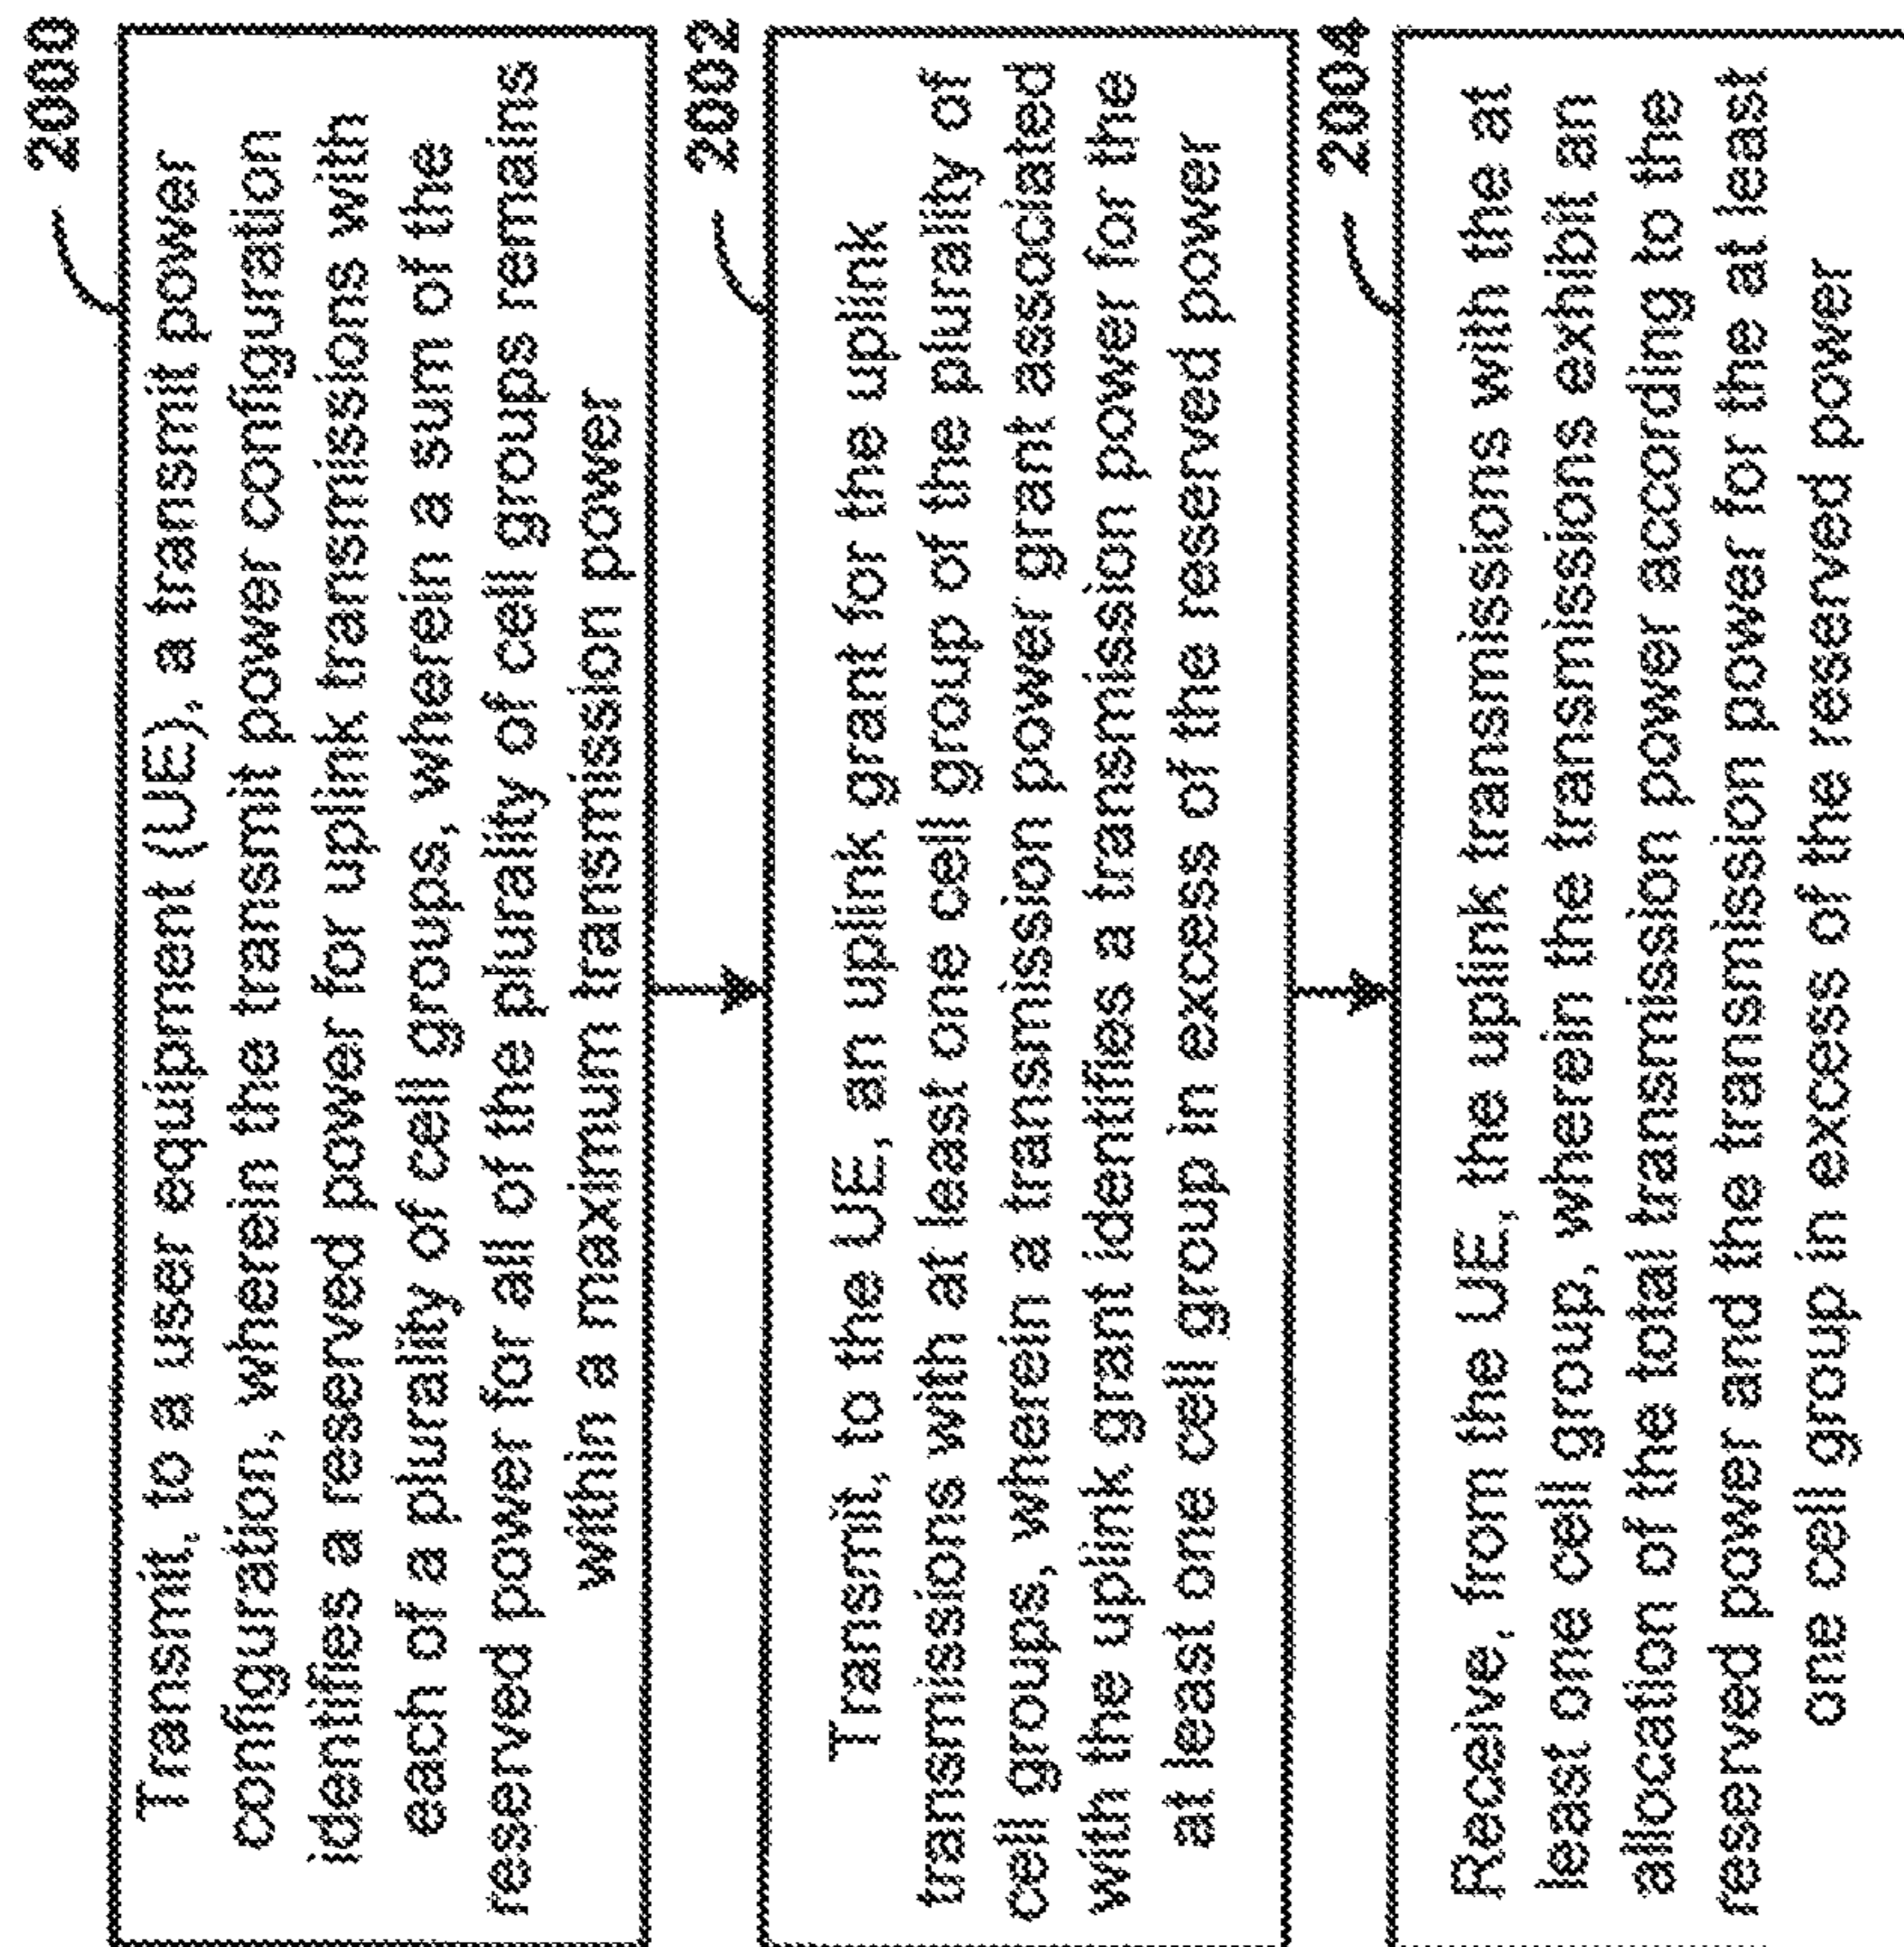 2000
Transmit, to a user equipment (UE), a transmit power
configuration, wherein the transmit power configuration
identifies a reserved power for uplink transmissions with
each of a plurality of cell groups, wherein a sum of the
reserved power for all of the plurality of cell groups remains
within a maximum transmission power
2002
Transmit, to the UE, an uplink grant for the uplink
transmissions with at least one cell group of the plurality of
cell groups, wherein a transmission power grant associated
with the uplink grant identifies a transmission power for the
at least one cell group in excess of the reserved power
2004
Receive, from the UE, the uplink transmissions with the at
least one cell group, wherein the transmissions exhibit an
allocation of the total transmission power according to the
reserved power and the transmission power for the at least
one cell group in excess of the reserved power